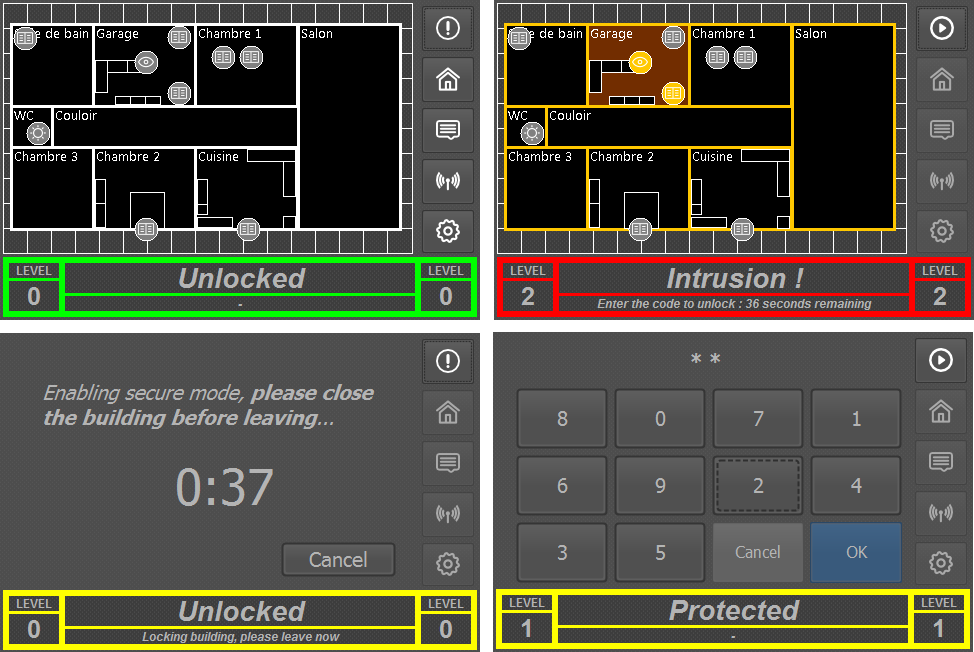 e de bain Garage Chambre 1 Salon
WC Couloir
Chambre 3 Chambre 2 Cuisine
LEVEL Unlocked LEVEL
0 - 0
e de bain Garage Chambre 1 Salon
WC Couloir
Chambre 3 Chambre 2 Cuisine
LEVEL Intrusion ! LEVEL
2 Enter the code to unlock : 36 seconds remaining 2
Enabling secure mode, please close
the building before leaving...
0:37
Cancel
LEVEL Unlocked LEVEL
0 Locking building, please leave now 0
* *
8 0 7 1
6 9 2 4
3 5 Cancel OK
LEVEL Protected LEVEL
1 - 1